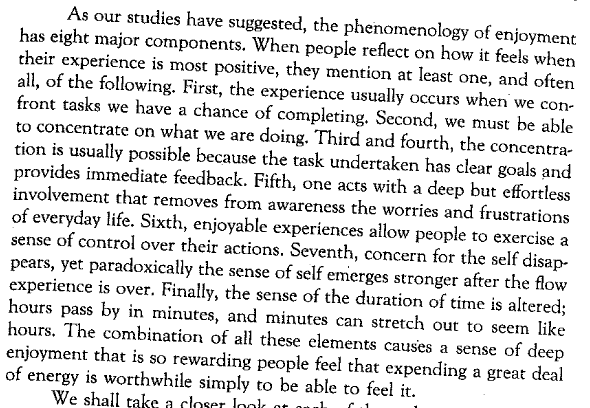 As our studies have suggested, the phenomenology of enjoyment
has eight major components. When people reflect on how it feels when
their experience is most positive, they mention at least one, and often
all, of the following. First, the experience usually occurs when we con-
front tasks we have a chance of completing. Second, we must be able
to concentrate on what we are doing. Third and fourth, the concentra-
tion is usually possible because the task undertaken has clear goals and
provides immediate feedback. Fifth, one acts with a deep but effortless
involvement that removes from awareness the worries and frustrations
of everyday life. Sixth, enjoyable experiences allow people to exercise a
sense of control over their actions. Seventh, concern for the self disap-
pears, yet paradoxically the sense of self emerges stronger after the flow
experience is over. Finally, the sense of the duration of time is altered;
hours pass by in minutes, and minutes can stretch out to seem like
hours. The combination of all these elements causes a sense of deep
enjoyment that is so rewarding people feel that expending a great deal
of energy is worthwhile simply to be able to feel it.
We shall take a closer look at each of